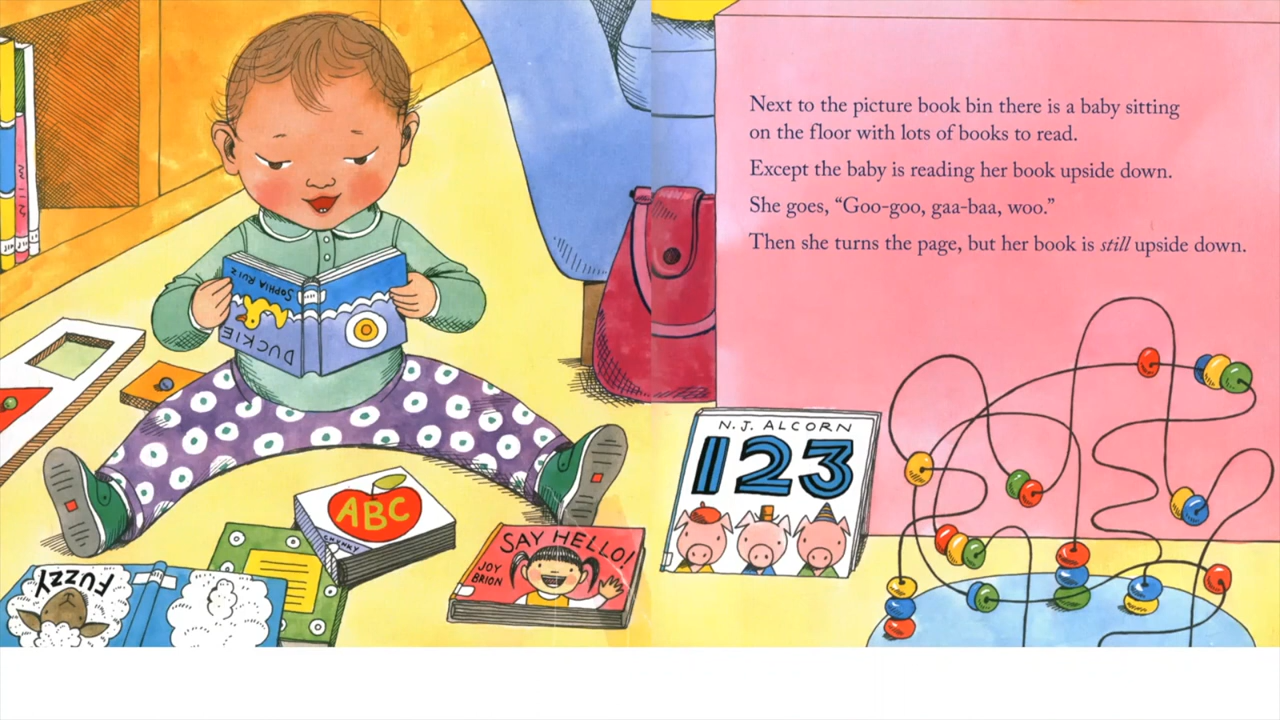 Next to the picture book bin there is a baby sitting
on the floor with lots of books to read.
Except the baby is reading her book upside down.
She goes, “Goo-goo, gaa-baa, woo.”
Then she turns the page, but her book is still upside down.
SOPHIA RUIZ
DUCKIE
N. J. ALCORN
123
ABC
CHUNKY
SAY HELLO!
JOY
BRION
FUZZY